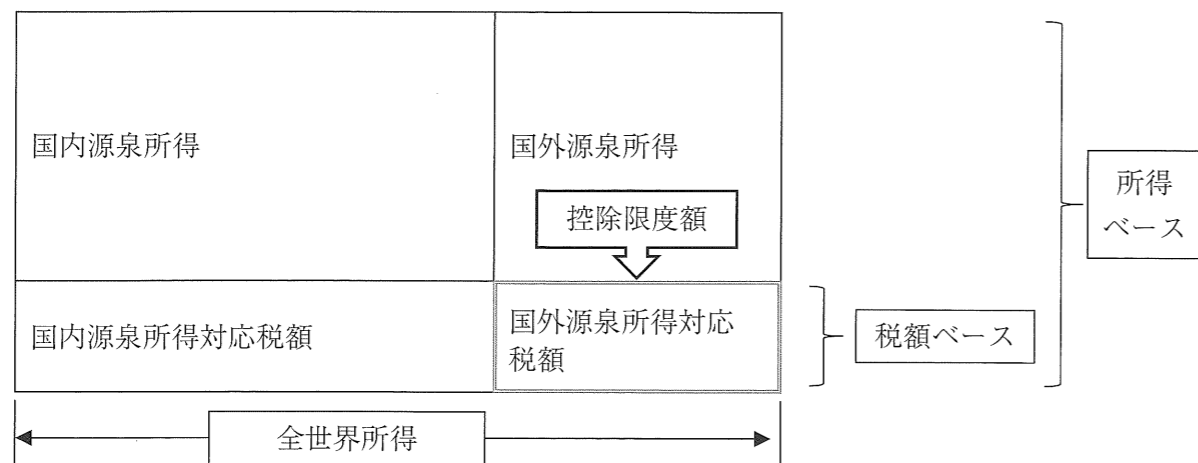 国内源泉所得
国外源泉所得
控除限度額
所得
ベース
国内源泉所得対応税額
国外源泉所得対応
税額
税額ベース
全世界所得